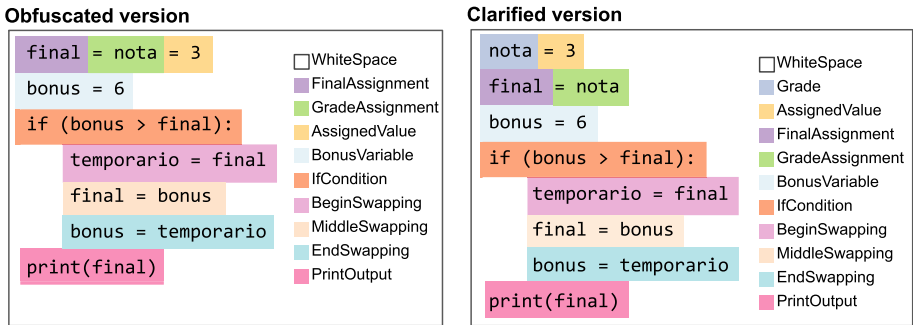 Obfuscated version
final = nota = 3
bonus = 6
if (bonus > final):
temporario = final
final = bonus
bonus = temporario
print(final)
WhiteSpace
FinalAssignment
GradeAssignment
AssignedValue
BonusVariable
IfCondition
BeginSwapping
MiddleSwapping
EndSwapping
PrintOutput
Clarified version
nota = 3
final = nota
bonus = 6
if (bonus > final):
temporario = final
final = bonus
bonus = temporario
print(final)
WhiteSpace
Grade
AssignedValue
FinalAssignment
GradeAssignment
BonusVariable
IfCondition
BeginSwapping
MiddleSwapping
EndSwapping
PrintOutput